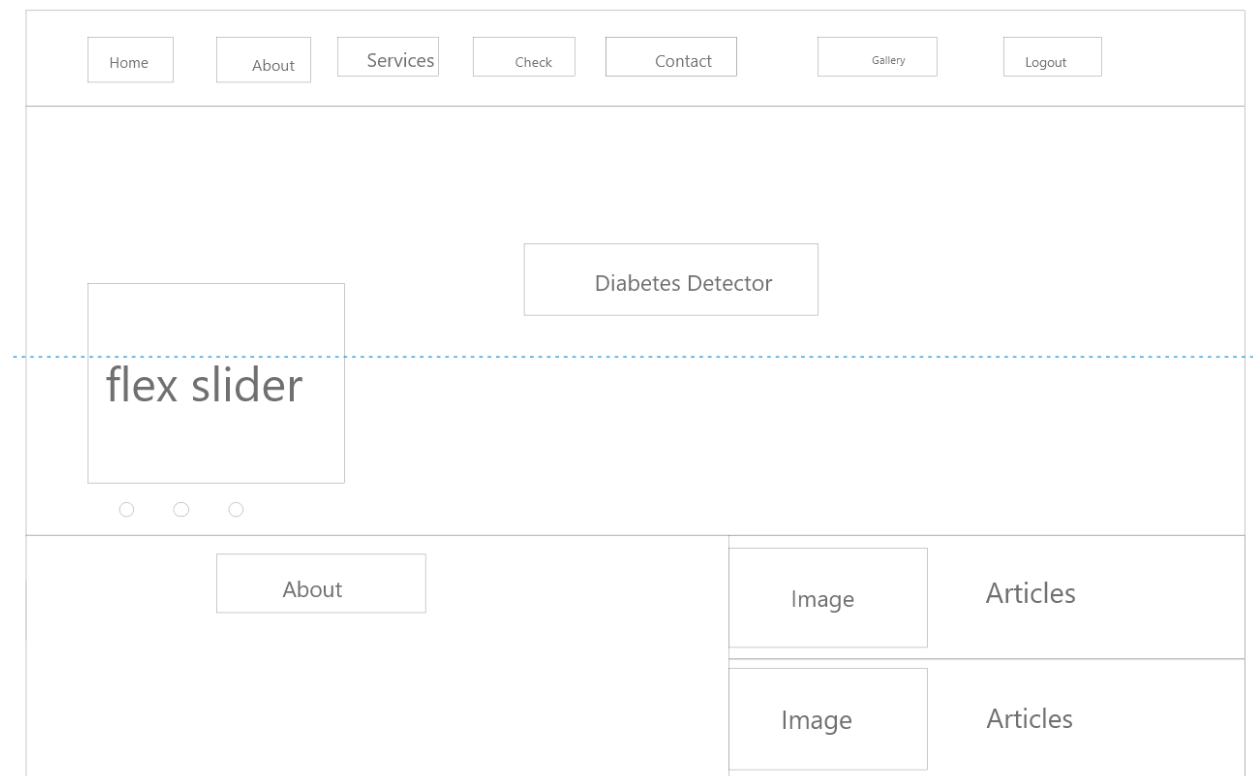 Home
About
Services
Check
Contact
Gallery
Logout
Diabetes Detector
flex slider
About
Image
Articles
Image
Articles